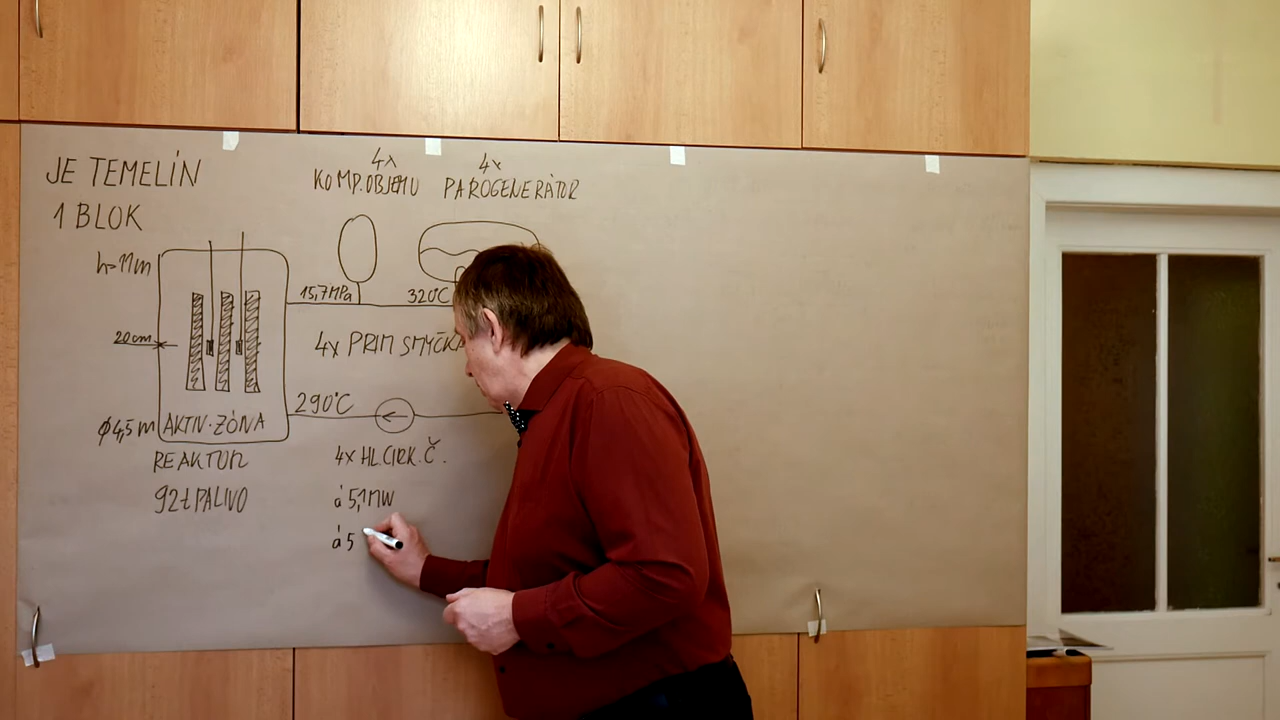 JE TEMELÍN
1 BLOK
4x
KOMP. OBJEMU
4x
PAROGENERÁTOR
h=11m
15,7MPa
320°C
20cm
4x PRIM SMYČKA
290°C
φ4,5m
AKTIV. ZÓNA
REAKTOR
92t PALIVO
4x HL. CIRK. Č.
á 5,1MW
á 5